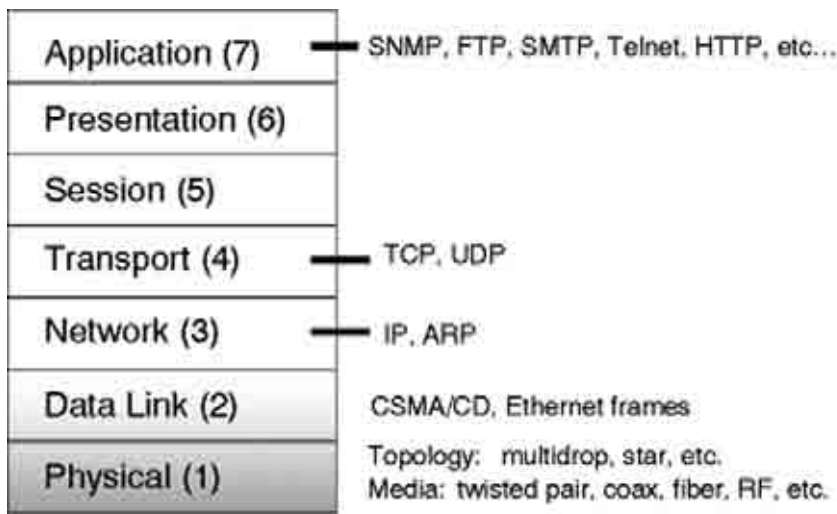 Application (7) SNMP, FTP, SMTP, Telnet, HTTP, etc...
Presentation (6)
Session (5)
Transport (4) TCP, UDP
Network (3) IP, ARP
Data Link (2) CSMA/CD, Ethernet frames
Physical (1) Topology: multidrop, star, etc.
Media: twisted pair, coax, fiber, RF, etc.